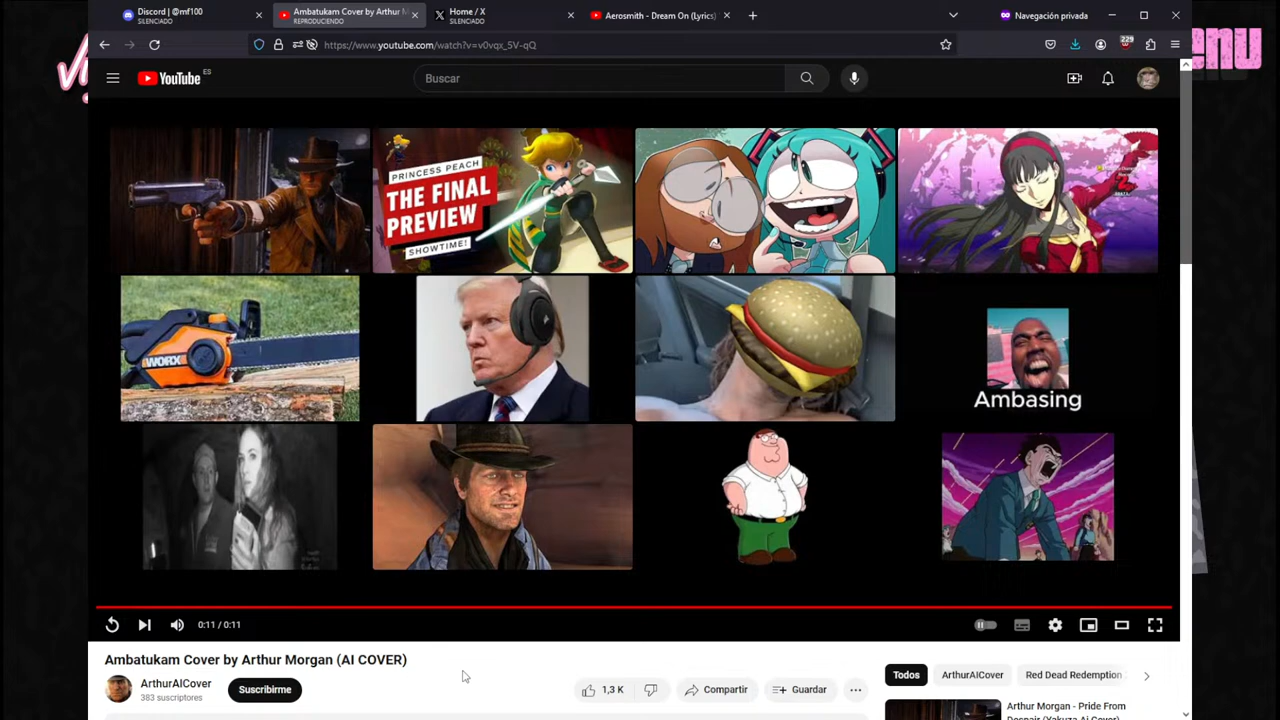 Discord | @mf100
SILENCIADO
Ambatukam Cover by Arthur M
REPRODUCIENDO
Home / X
SILENCIADO
Aerosmith - Dream On (Lyrics)
Navegación privada
https://www.youtube.com/watch?v=v0vqx_5V-qQ
229
enu
YouTube ES
Buscar
PRINCESS PEACH
THE FINAL
PREVIEW
SHOWTIME!
WORX
Ambasing
0:11 / 0:11
Ambatukam Cover by Arthur Morgan (AI COVER)
ArthurAICover
383 suscriptores
Suscribirme
1,3 K
Compartir
Guardar
Todos
ArthurAICover
Red Dead Redemption
Arthur Morgan - Pride From
Despair (Yakuza Ai Cover)